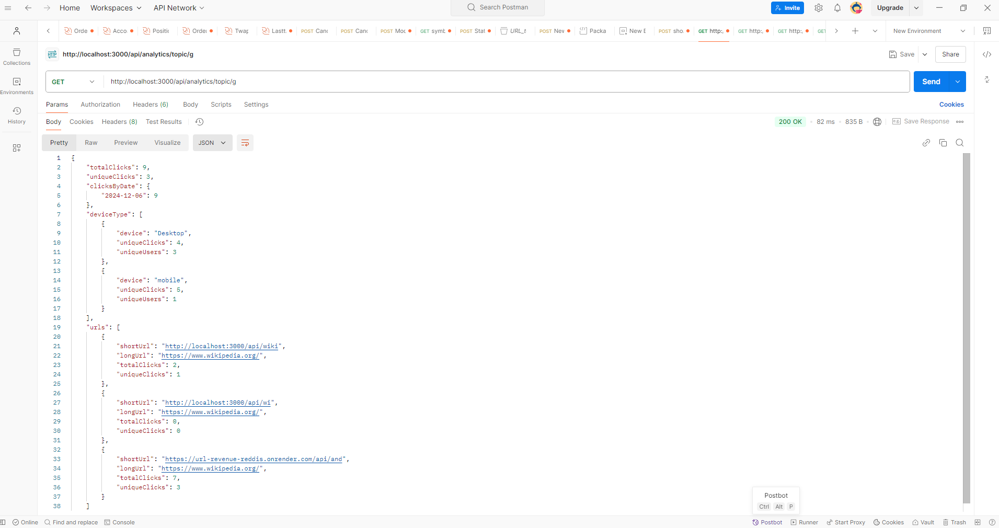 Home Workspaces API Network Search Postman Invite Upgrade
Orde Acco Positic Order Twap Lastt. POST Canc POST Canc POST Moc GET symb POST Stat URL_t POST New Packa New E POST sho. GET http:, GET http:, GET http:, GET New Environment
HTTP http://localhost:3000/api/analytics/topic/g Save Share
GET http://localhost:3000/api/analytics/topic/g Send
Params Authorization Headers (6) Body Scripts Settings Cookies
Body Cookies Headers (8) Test Results 200 OK 82 ms 835 B e.g. Save Response
Pretty Raw Preview Visualize JSON
Collections
Environments
History
1 {
2 "totalClicks": 9,
3 "uniqueClicks": 3,
4 "clicksByDate": {
5 "2024-12-06": 9
6 },
7 "deviceType": [
8 {
9 "device": "Desktop",
10 "uniqueClicks": 4,
11 "uniqueUsers": 3
12 },
13 {
14 "device": "mobile",
15 "uniqueClicks": 5,
16 "uniqueUsers": 1
17 }
18 ],
19 "urls": [
20 {
21 "shortUrl": "http://localhost:3000/api/wiki",
22 "longUrl": "https://www.wikipedia.org/",
23 "totalClicks": 2,
24 "uniqueClicks": 1
25 },
26 {
27 "shortUrl": "http://localhost:3000/api/wi",
28 "longUrl": "https://www.wikipedia.org/",
29 "totalClicks": 0,
30 "uniqueClicks": 0
31 },
32 {
33 "shortUrl": "https://url-revenue-reddis.onrender.com/api/and",
34 "longUrl": "https://www.wikipedia.org/",
35 "totalClicks": 7,
36 "uniqueClicks": 3
37 }
38 ]
Postbot
Ctrl Alt P
Online Find and replace Console Postbot Runner Start Proxy Cookies Vault Trash